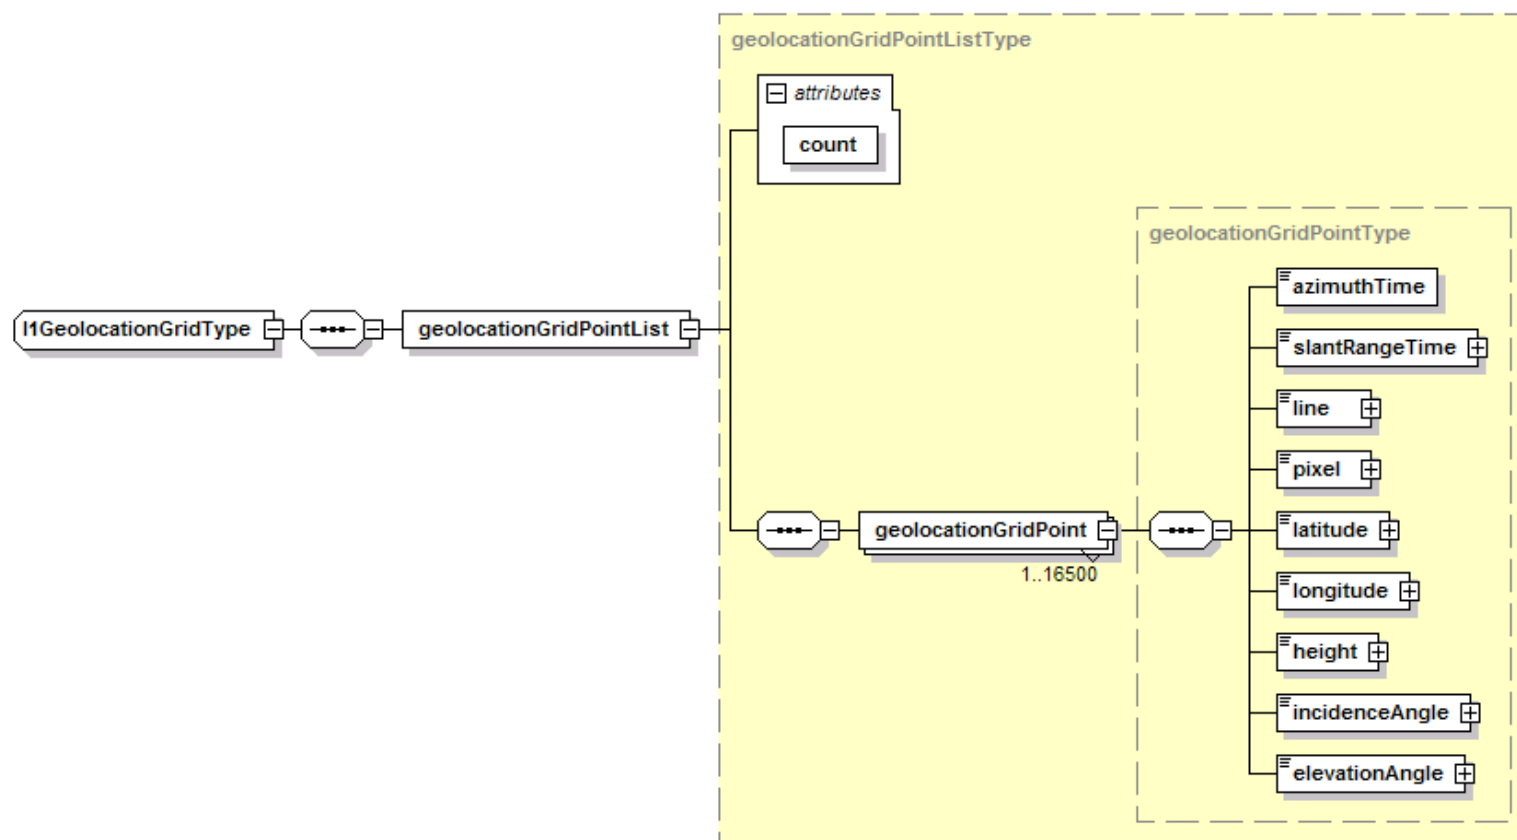 geolocationGridPointListType
attributes
count
geolocationGridPointType
azimuthTime
l1GeolocationGridType
geolocationGridPointList
slantRangeTime
line
pixel
geolocationGridPoint
1..16500
latitude
longitude
height
incidenceAngle
elevationAngle